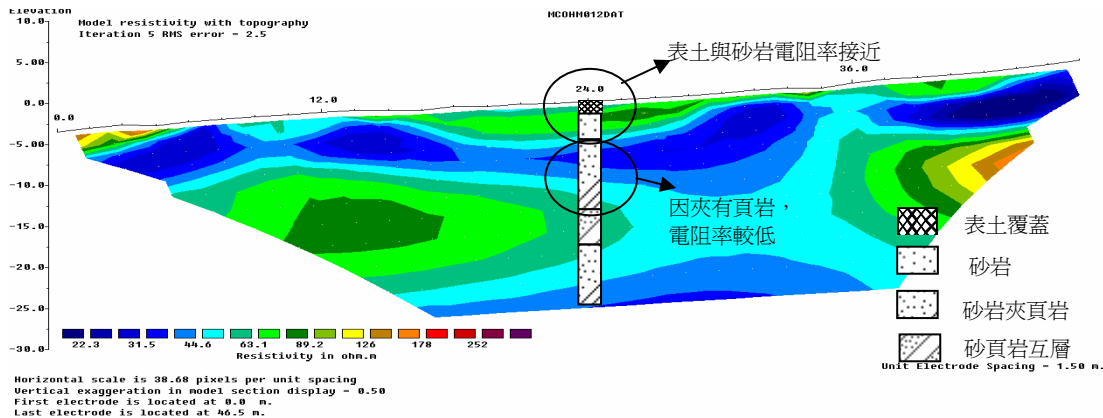 Elevation
10.0
Model resistivity with topography
Iteration 5 RMS error = 2.5
MCOHM012DAT
表土與砂岩電阻率接近
5.00
36.0
24.0
12.0
0.0
0.0
-5.00
-10.0
因夾有頁岩，
電阻率較低
-15.0
-20.0
-25.0
-30.0
表土覆蓋
砂岩
砂岩夾頁岩
砂頁岩互層
22.3 31.5 44.6 63.1 89.2 126 178 252
Resistivity in ohm.m
Unit Electrode Spacing = 1.50 m.
Horizontal scale is 38.68 pixels per unit spacing
Vertical exaggeration in model section display = 0.50
First electrode is located at 0.0 m.
Last electrode is located at 46.5 m.